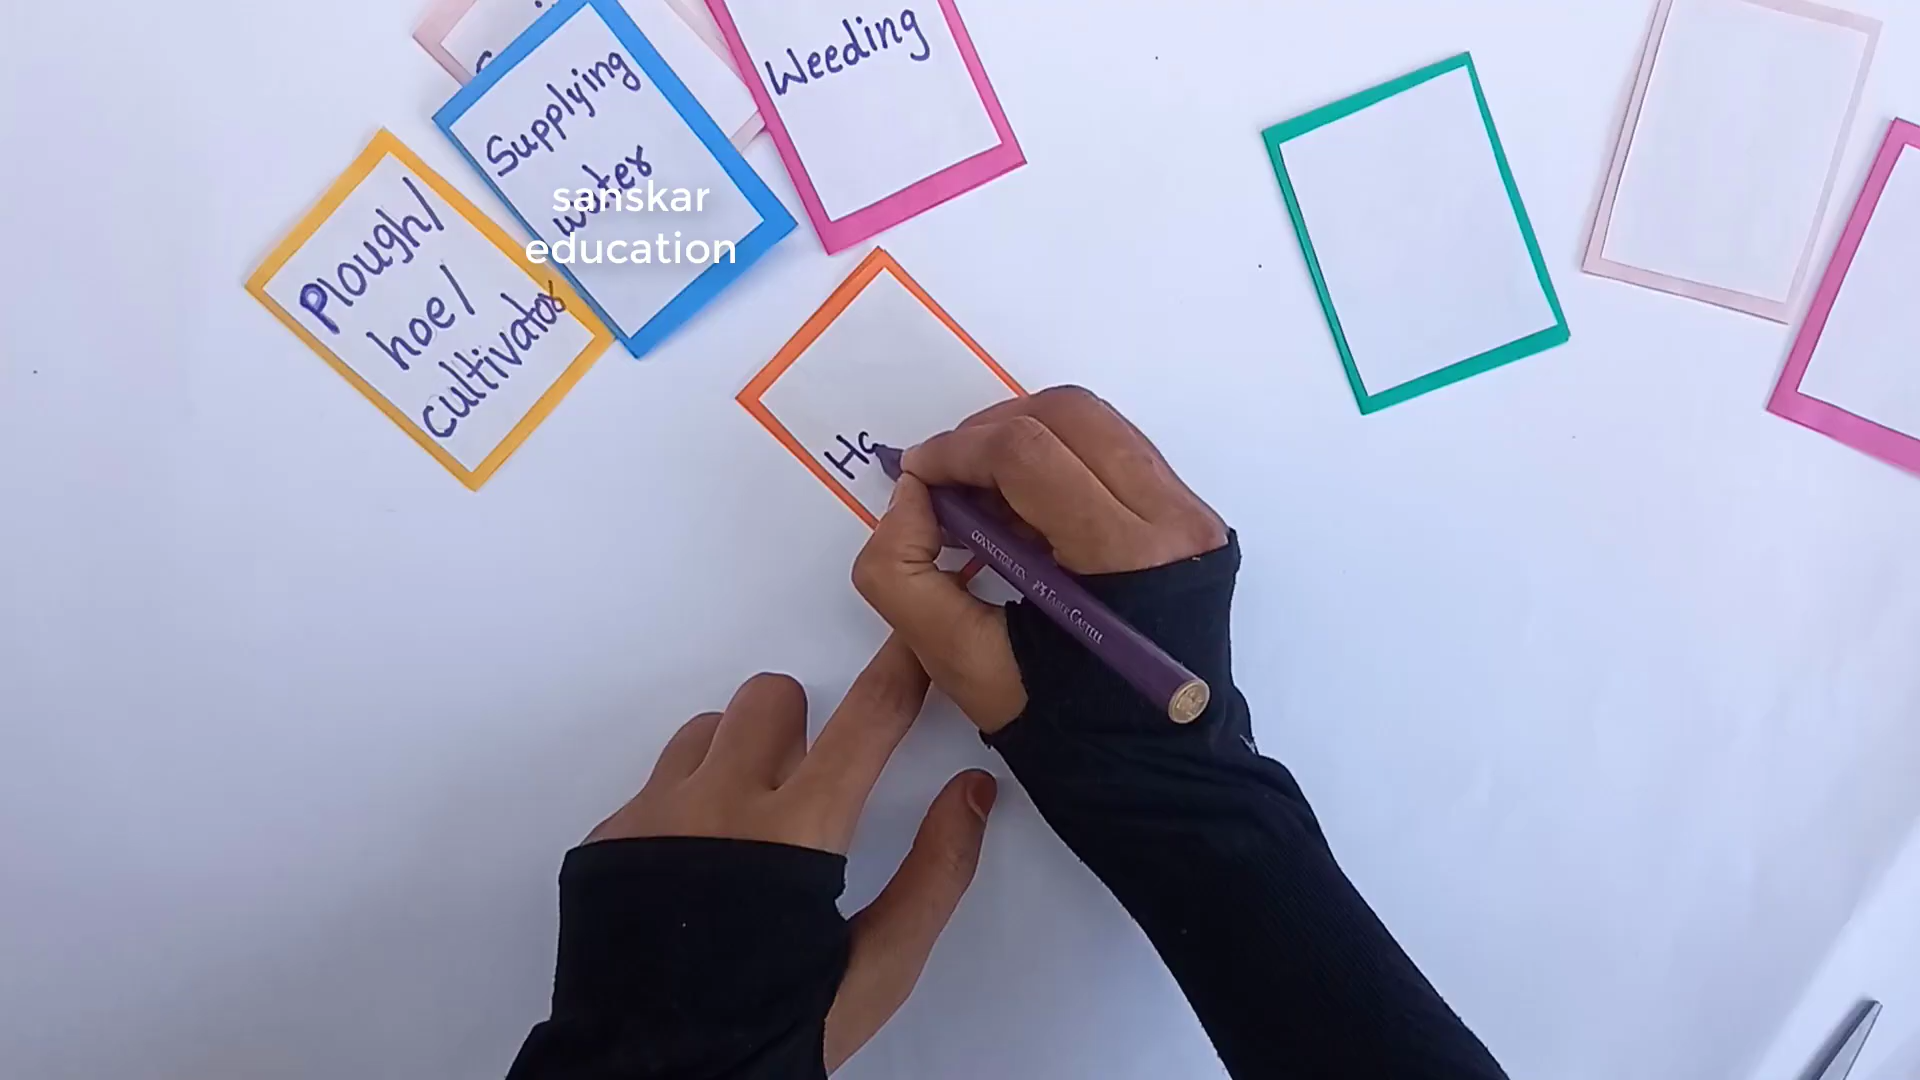 Weeding
Supplying
water
Plough/
hoe/
cultivator
Ha
sanskar
education
CONNECTOR PEN FABER CASTELL